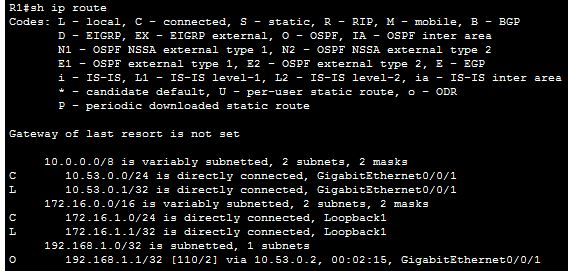 R1#sh ip route
Codes: L - local, C - connected, S - static, R - RIP, M - mobile, B - BGP
       D - EIGRP, EX - EIGRP external, O - OSPF, IA - OSPF inter area
       N1 - OSPF NSSA external type 1, N2 - OSPF NSSA external type 2
       E1 - OSPF external type 1, E2 - OSPF external type 2, E - EGP
       i - IS-IS, L1 - IS-IS level-1, L2 - IS-IS level-2, ia - IS-IS inter area
       * - candidate default, U - per-user static route, o - ODR
       P - periodic downloaded static route
Gateway of last resort is not set
     10.0.0.0/8 is variably subnetted, 2 subnets, 2 masks
C       10.53.0.0/24 is directly connected, GigabitEthernet0/0/1
L       10.53.0.1/32 is directly connected, GigabitEthernet0/0/1
     172.16.0.0/16 is variably subnetted, 2 subnets, 2 masks
C       172.16.1.0/24 is directly connected, Loopback1
L       172.16.1.1/32 is directly connected, Loopback1
     192.168.1.0/32 is subnetted, 1 subnets
O       192.168.1.1/32 [110/2] via 10.53.0.2, 00:02:15, GigabitEthernet0/0/1